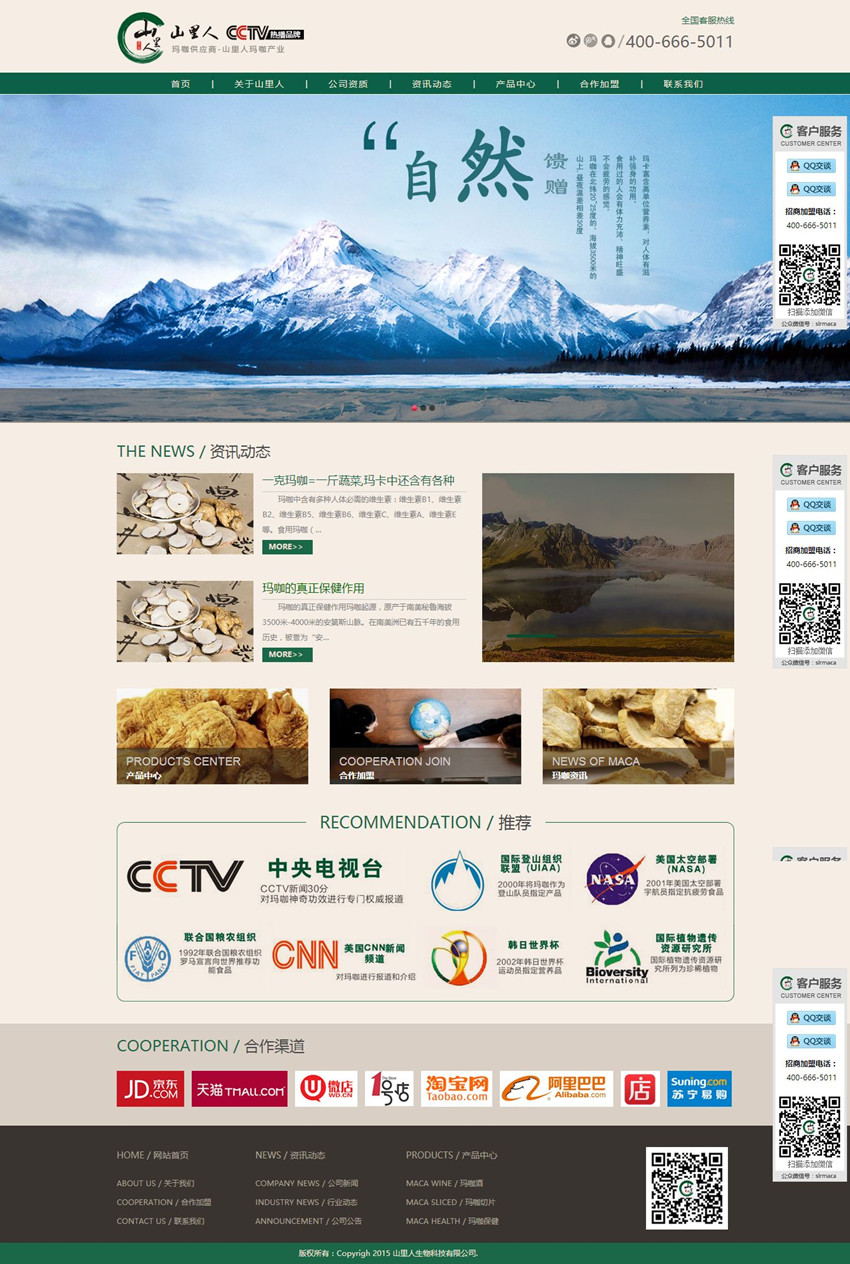 山里人 CCTV热播品牌
玛咖供应商-山里人玛咖产业
全国客服热线
/400-666-5011
首页 | 关于山里人 | 公司资质 | 资讯动态 | 产品中心 | 合作加盟 | 联系我们
“自然
馈赠
玛卡富含高单位营养素，对人体有滋
补强身的功用，
食用过的人会有体力充沛、精神旺盛
不会疲劳的感觉。
山上,昼夜温差相差30度
客户服务
CUSTOMER CENTER
QQ交谈
QQ交谈
招商加盟电话：
400-666-5011
扫描添加微信
公众微信号：slrmaca
THE NEWS / 资讯动态
一克玛咖=一斤蔬菜,玛卡中还含有各种
玛咖中含有多种人体必需的维生素：维生素B1、维生素
B2、维生素B5、维生素B6、维生素C、维生素A、维生素E
等。食用玛咖（...
MORE>>
玛咖的真正保健作用
玛咖的真正保健作用玛咖起源，原产于南美秘鲁海拔
3500米-4000米的安第斯山脉。在南美洲已有五千年的食用
历史，被誉为“安...
MORE>>
客户服务
CUSTOMER CENTER
QQ交谈
QQ交谈
招商加盟电话：
400-666-5011
扫描添加微信
公众微信号：slrmaca
PRODUCTS CENTER
产品中心
COOPERATION JOIN
合作加盟
NEWS OF MACA
玛咖资讯
RECOMMENDATION / 推荐
CCTV
中央电视台
CCTV新闻30分
对玛咖神奇功效进行专门权威报道
国际登山组织
联盟（UIAA）
2000年将玛咖作为
登山队员指定产品
NASA
美国太空部署
(NASA)
2001年美国太空部署
宇航员指定抗疲劳食品
FAO
FIAT PANIS
联合国粮农组织
1992年联合国粮农组织
罗马宣言向世界推荐功
能食品
CNN
美国CNN新闻
频道
对玛咖进行报道和介绍
韩日世界杯
2002年韩日世界杯
运动员指定营养品
Bioversity
International
国际植物遗传
资源研究所
国际植物遗传资源研
究所列为珍稀植物
客户服务
客户服务
CUSTOMER CENTER
QQ交谈
QQ交谈
招商加盟电话：
400-666-5011
扫描添加微信
公众微信号：slrmaca
COOPERATION / 合作渠道
JD京东.COM
天猫 TMALL.COM
微店
WD.CN
1号店
淘宝网
Taobao.com
阿里巴巴
Alibaba.com
店
Suning.com
苏宁易购
HOME / 网站首页
ABOUT US / 关于我们
COOPERATION / 合作加盟
CONTACT US / 联系我们
NEWS / 资讯动态
COMPANY NEWS / 公司新闻
INDUSTRY NEWS / 行业动态
ANNOUNCEMENT / 公司公告
PRODUCTS / 产品中心
MACA WINE / 玛咖酒
MACA SLICED / 玛咖切片
MACA HEALTH / 玛咖保健
版权所有：Copyrigh 2015 山里人生物科技有限公司.